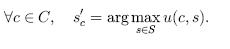 ∀c ∈ C,   s′_c = arg max_{s∈S} u(c, s).